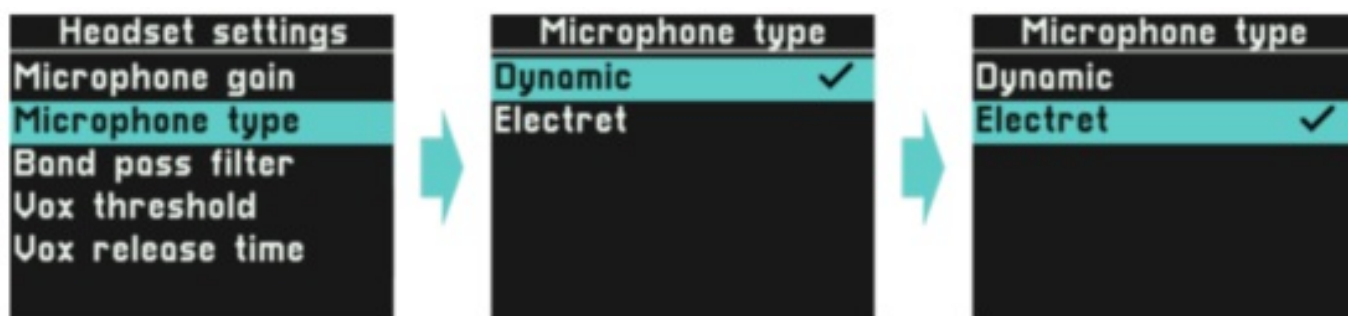 Headset settings
Microphone gain
Microphone type
Band pass filter
Vox threshold
Vox release time
Microphone type
Dynamic ✓
Electret
Microphone type
Dynamic
Electret ✓